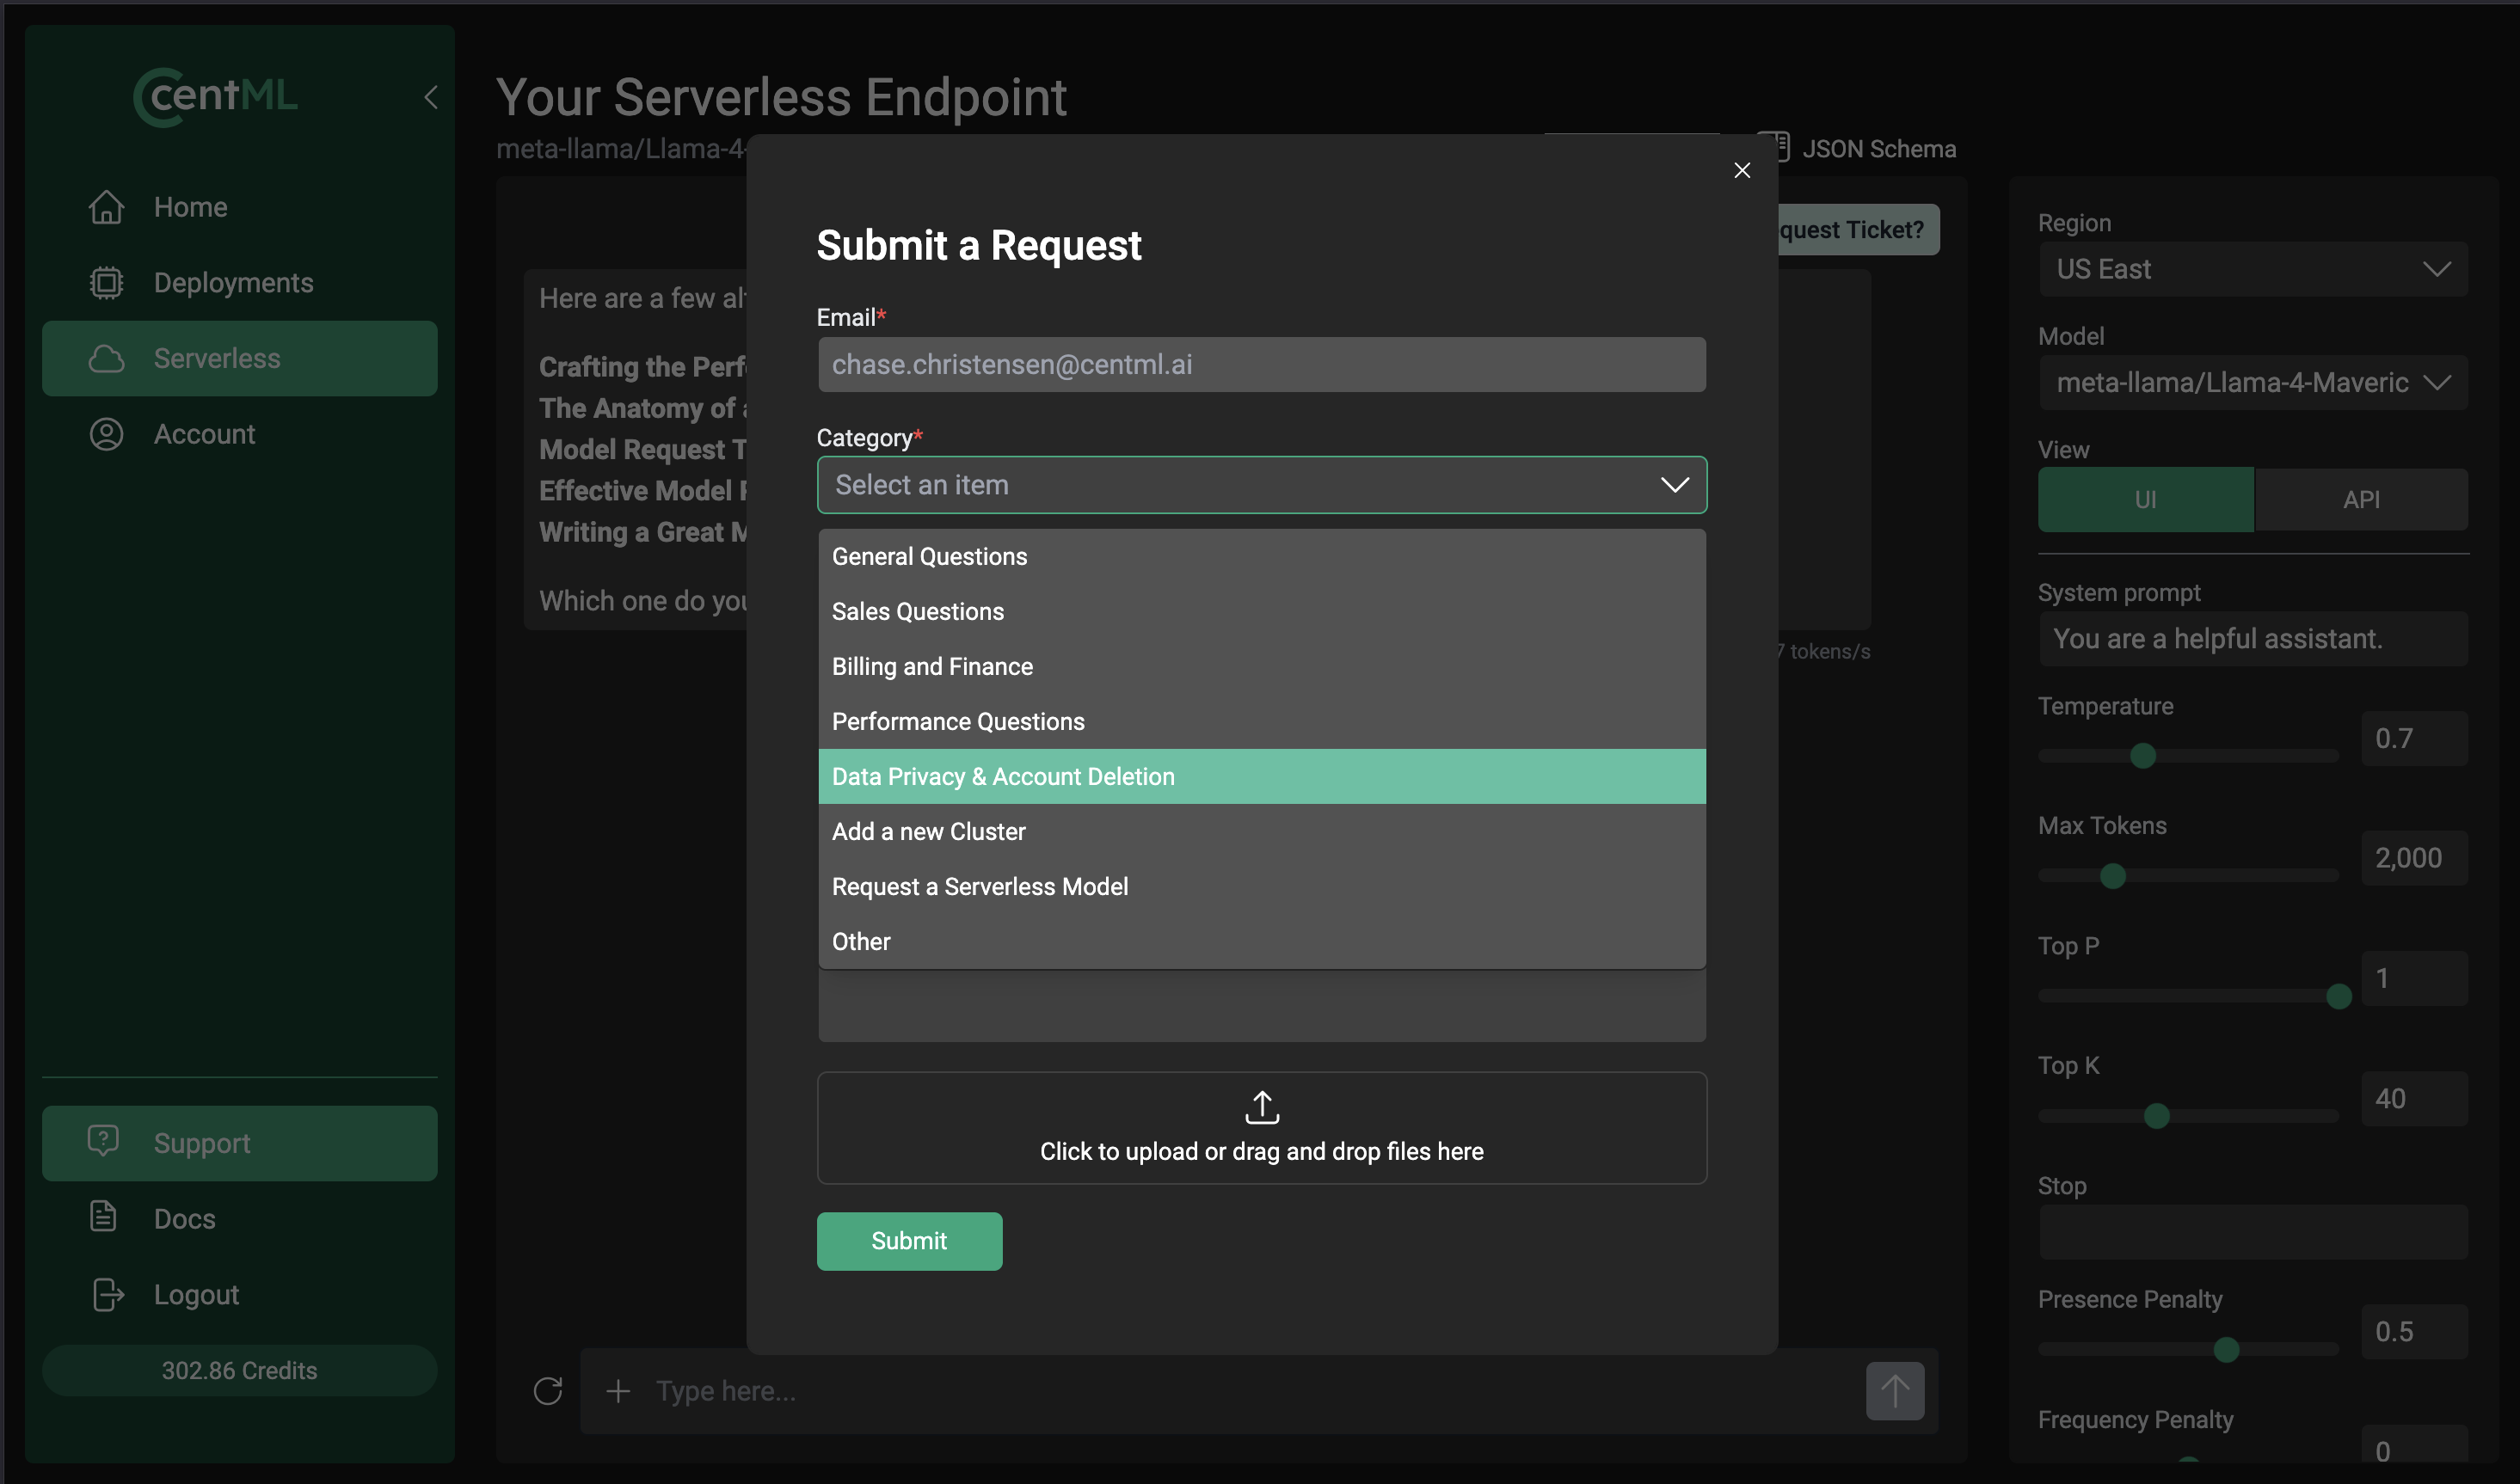 centML
Home
Deployments
Serverless
Account
Support
Docs
Logout
302.86 Credits
Your Serverless Endpoint
meta-llama/Llama-4-
JSON Schema
quest Ticket?
Here are a few
Crafting the
The Anatomy of
Model Request
Effective Model
Writing a Great
Which one do you
7 tokens/s
Type here...
Submit a Request
Email*
chase.christensen@centml.ai
Category*
Select an item
General Questions
Sales Questions
Billing and Finance
Performance Questions
Data Privacy & Account Deletion
Add a new Cluster
Request a Serverless Model
Other
Click to upload or drag and drop files here
Submit
Region
US East
Model
meta-llama/Llama-4-Maveric
View
UI
API
System prompt
You are a helpful assistant.
Temperature
0.7
Max Tokens
2,000
Top P
1
Top K
40
Stop
Presence Penalty
0.5
Frequency Penalty
0